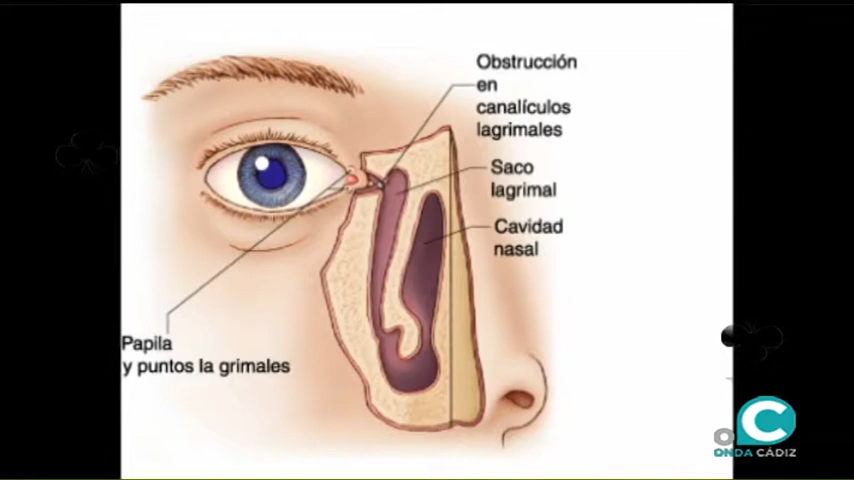 Obstrucción
en
canalículos
lagrimales
Saco
lagrimal
Cavidad
nasal
Papila
y puntos la grimales
ONDA CÁDIZ